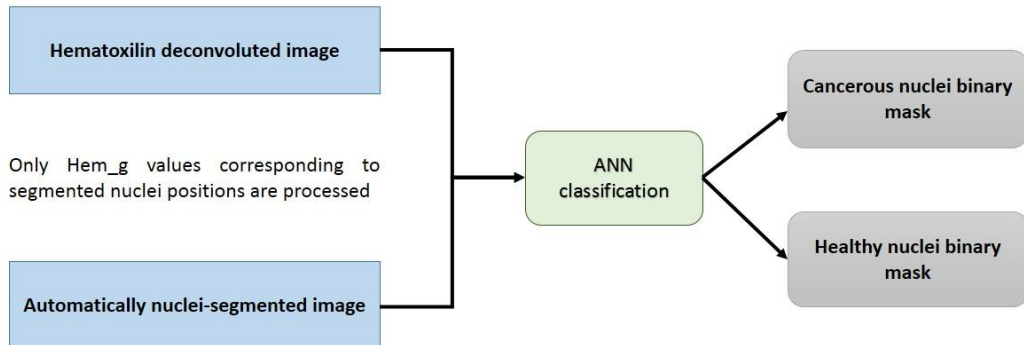 Hematoxilin deconvoluted image
Only Hem_g values corresponding to
segmented nuclei positions are processed
Automatically nuclei-segmented image
ANN
classification
Cancerous nuclei binary
mask
Healthy nuclei binary
mask